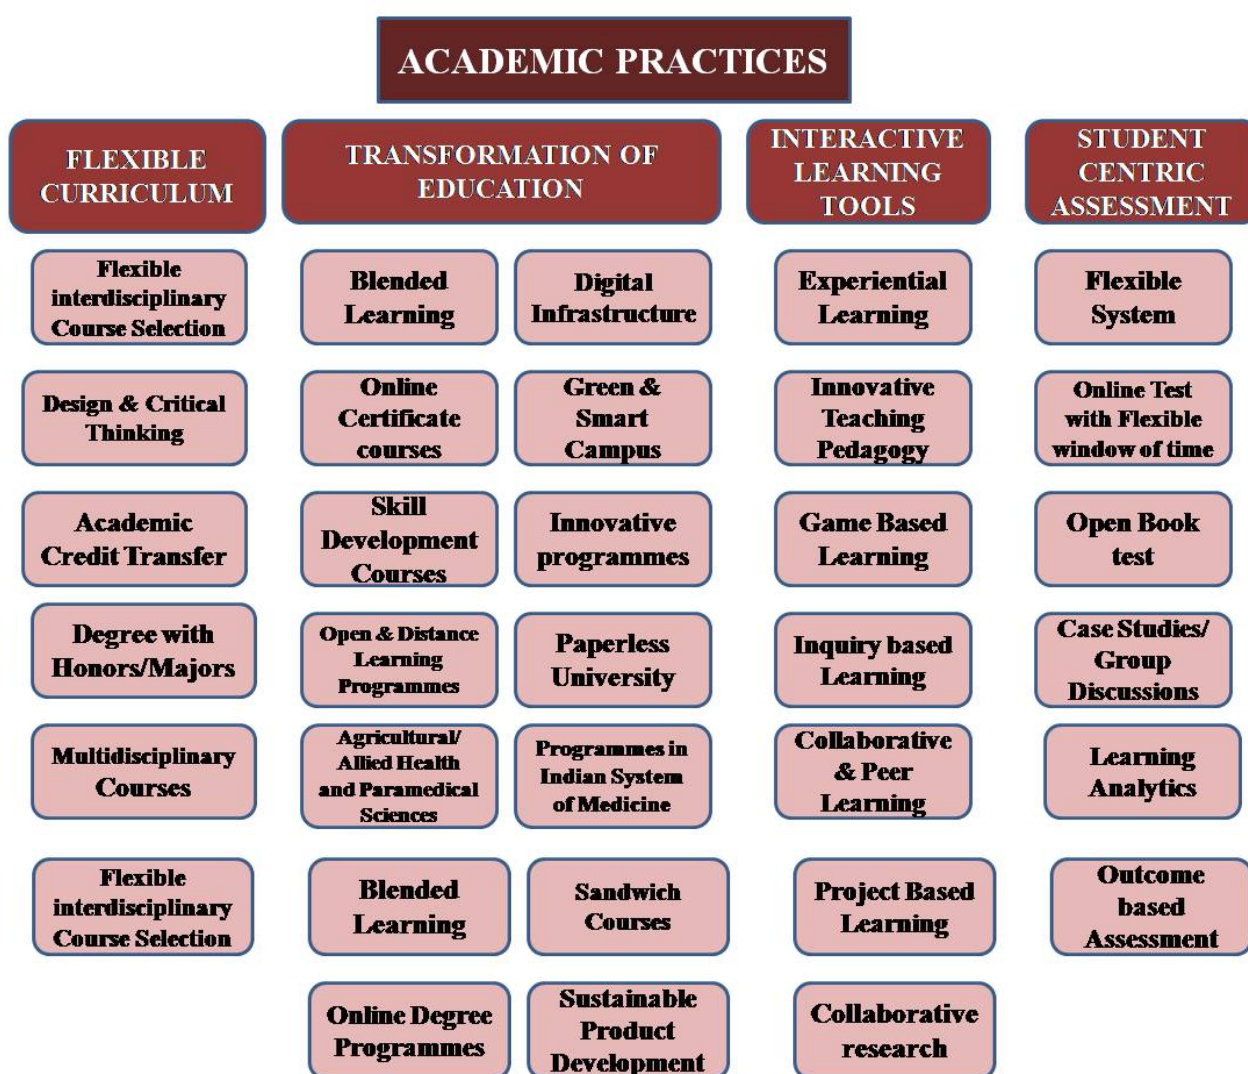 ACADEMIC PRACTICES
FLEXIBLE
CURRICULUM
TRANSFORMATION OF
EDUCATION
INTERACTIVE
LEARNING
TOOLS
STUDENT
CENTRIC
ASSESSMENT
Flexible
interdisciplinary
Course Selection
Blended
Learning
Digital
Infrastructure
Experiential
Learning
Flexible
System
Design & Critical
Thinking
Online
Certificate
courses
Green &
Smart
Campus
Innovative
Teaching
Pedagogy
Online Test
with Flexible
window of time
Academic
Credit Transfer
Skill
Development
Courses
Innovative
programmes
Game Based
Learning
Open Book
test
Degree with
Honors/Majors
Open & Distance
Learning
Programmes
Paperless
University
Inquiry based
Learning
Case Studies/
Group
Discussions
Multidisciplinary
Courses
Agricultural/
Allied Health
and Paramedical
Sciences
Programmes in
Indian System
of Medicine
Collaborative
& Peer
Learning
Learning
Analytics
Flexible
interdisciplinary
Course Selection
Blended
Learning
Sandwich
Courses
Project Based
Learning
Outcome
based
Assessment
Online Degree
Programmes
Sustainable
Product
Development
Collaborative
research